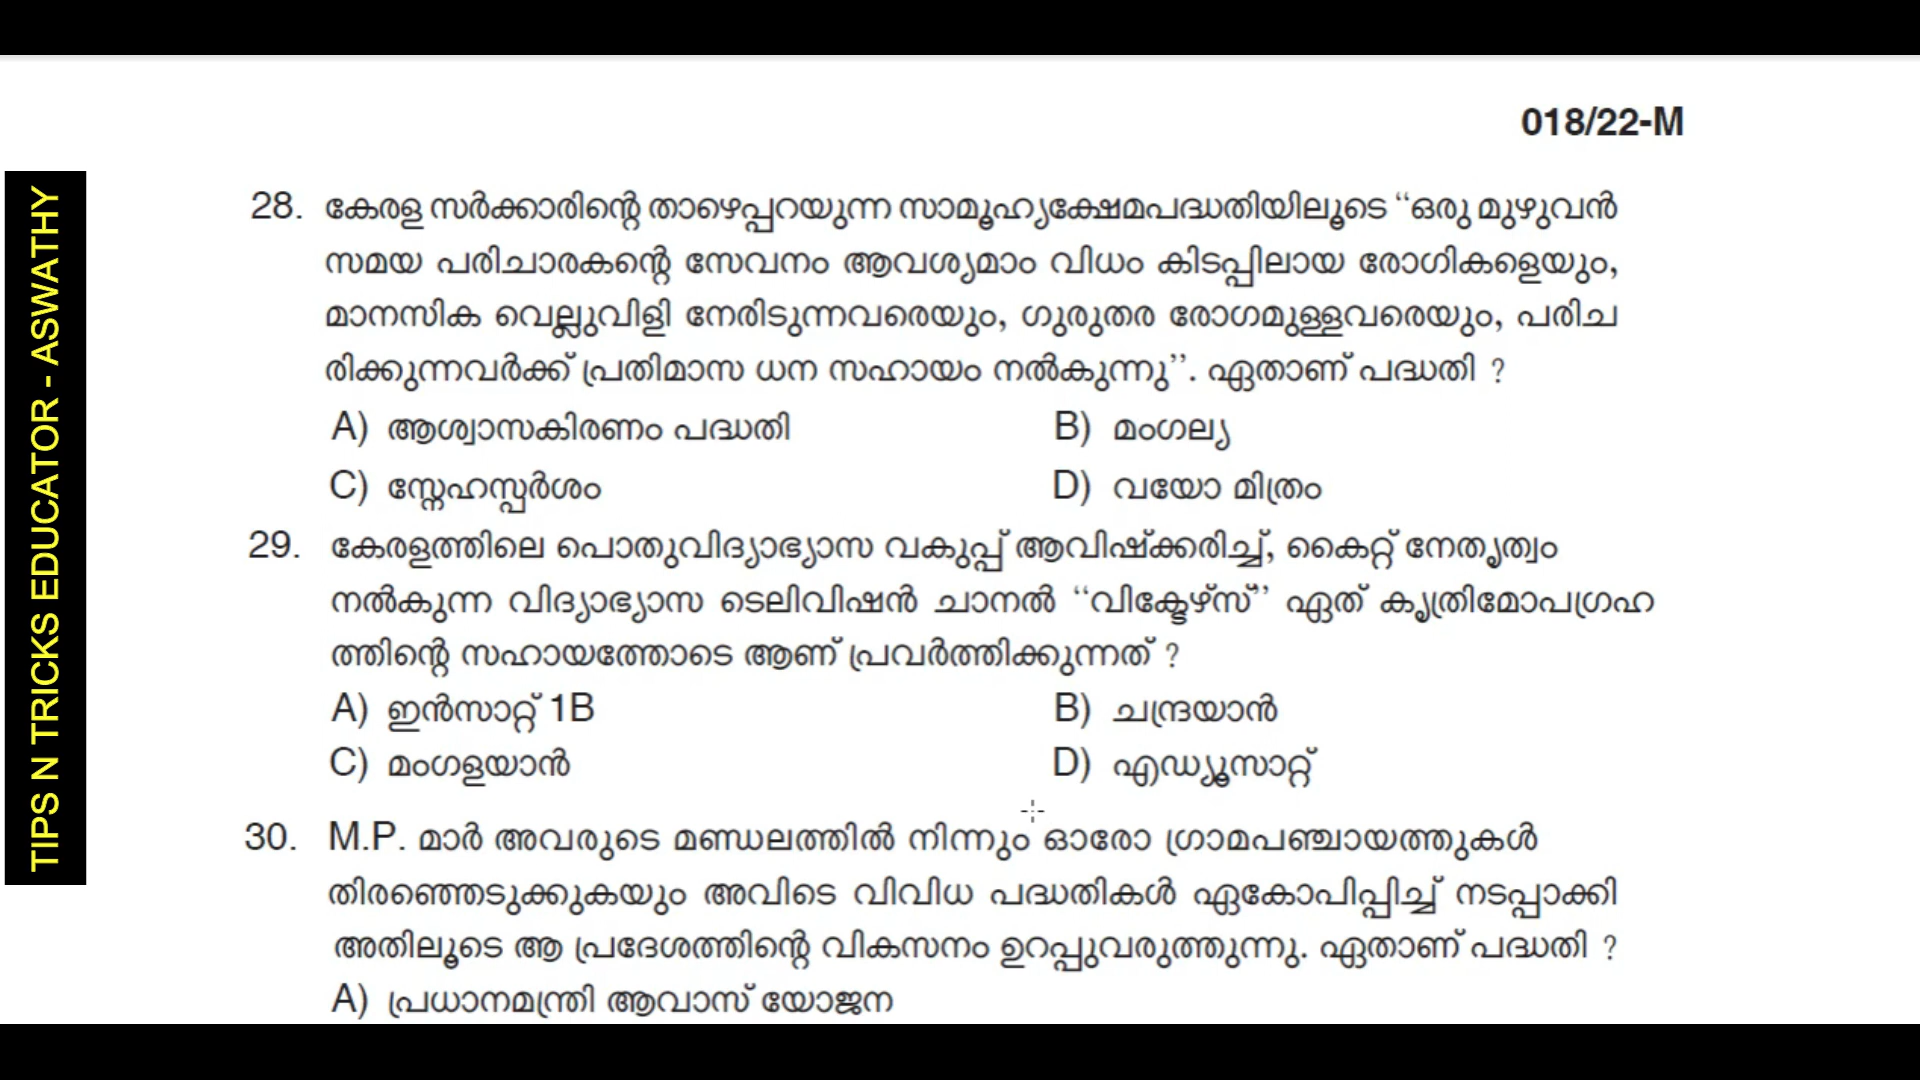 018/22-M
TIPS N TRICKS EDUCATOR - ASWATHY
28. കേരള സർക്കാരിന്റെ താഴെപ്പറയുന്ന സാമൂഹ്യക്ഷേമപദ്ധതിയിലൂടെ “ഒരു മുഴുവൻ
സമയ പരിചാരകന്റെ സേവനം ആവശ്യമാം വിധം കിടപ്പിലായ രോഗികളെയും,
മാനസിക വെല്ലുവിളി നേരിടുന്നവരെയും, ഗുരുതര രോഗമുള്ളവരെയും, പരിച
രിക്കുന്നവർക്ക് പ്രതിമാസ ധന സഹായം നൽകുന്നു”. ഏതാണ് പദ്ധതി ?
A) ആശ്വാസകിരണം പദ്ധതി B) മംഗല്യ
C) സ്നേഹസ്പർശം D) വയോ മിത്രം
29. കേരളത്തിലെ പൊതുവിദ്യാഭ്യാസ വകുപ്പ് ആവിഷ്ക്കരിച്ച്, കൈറ്റ് നേതൃത്വം
നൽകുന്ന വിദ്യാഭ്യാസ ടെലിവിഷൻ ചാനൽ “വിക്ടേഴ്സ്” ഏത് കൃത്രിമോപഗ്രഹ
ത്തിന്റെ സഹായത്തോടെ ആണ് പ്രവർത്തിക്കുന്നത് ?
A) ഇൻസാറ്റ് 1B B) ചന്ദ്രയാൻ
C) മംഗളയാൻ D) എഡ്യൂസാറ്റ്
30. M.P. മാർ അവരുടെ മണ്ഡലത്തിൽ നിന്നും ഓരോ ഗ്രാമപഞ്ചായത്തുകൾ
തിരഞ്ഞെടുക്കുകയും അവിടെ വിവിധ പദ്ധതികൾ ഏകോപിപ്പിച്ച് നടപ്പാക്കി
അതിലൂടെ ആ പ്രദേശത്തിന്റെ വികസനം ഉറപ്പുവരുത്തുന്നു. ഏതാണ് പദ്ധതി ?
A) പ്രധാനമന്ത്രി ആവാസ് യോജന